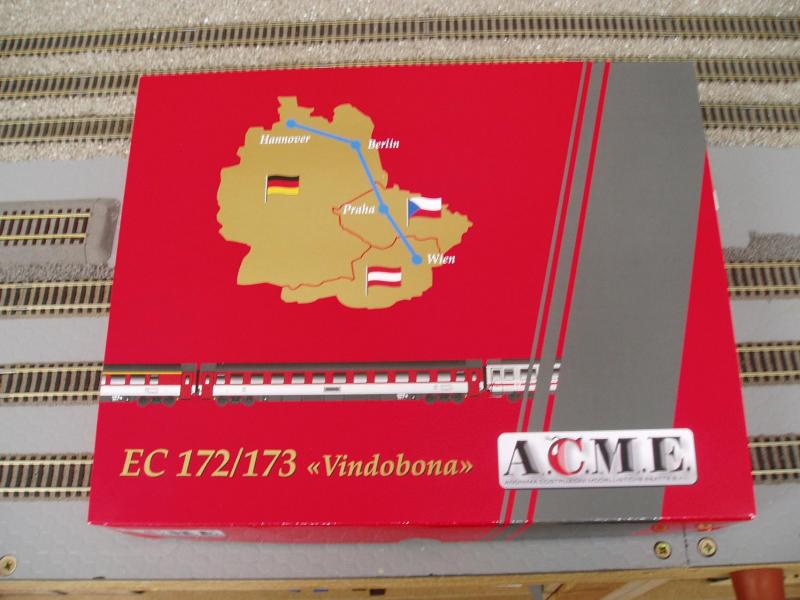 Hannover
Berlin
Praha
Wien
EC 172/173 «Vindobona»
A.C.M.E.